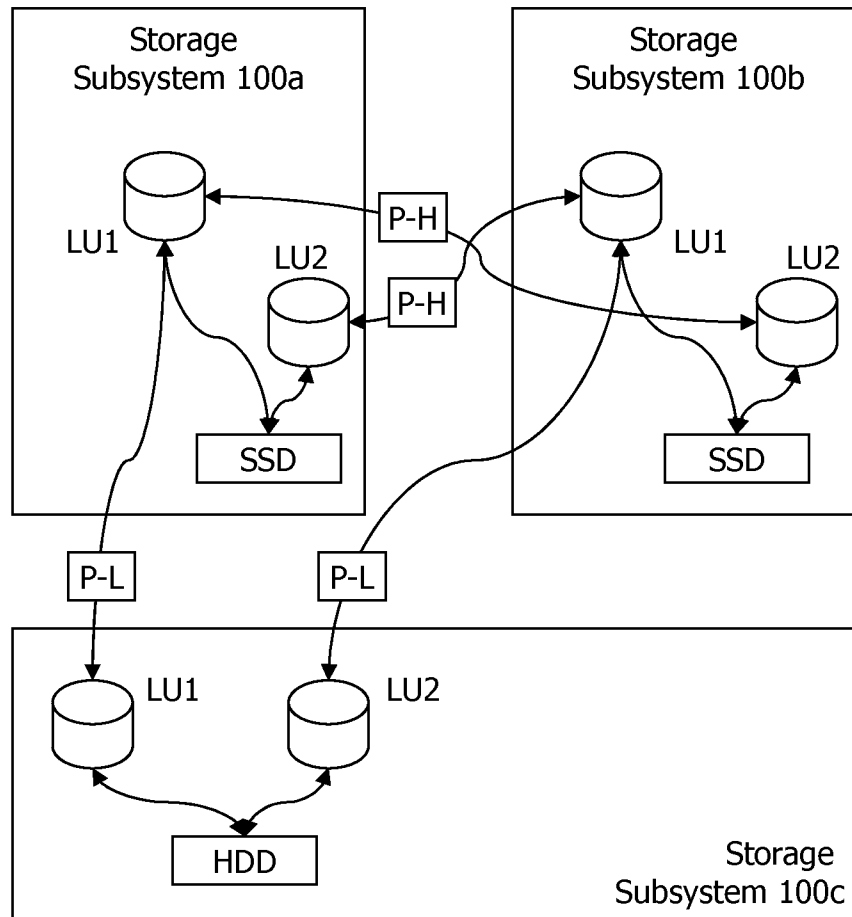 Storage
Subsystem 100a
Storage
Subsystem 100b
P-H
LU1
LU2
LU1
LU2
P-H
SSD
SSD
P-L
P-L
LU1
LU2
HDD
Storage
Subsystem 100c